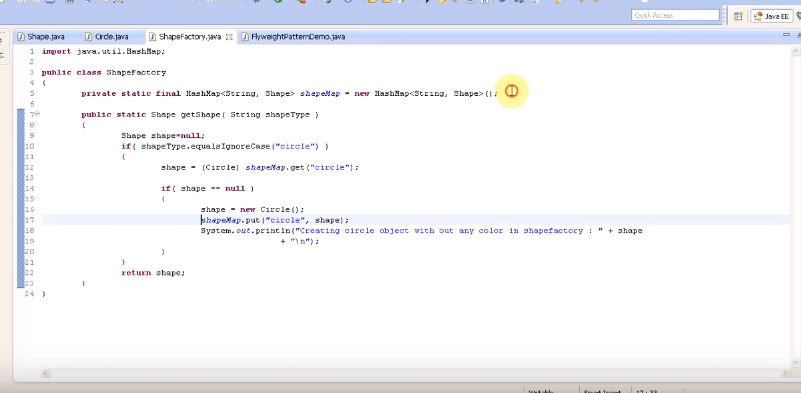 Quick Access
Java EE
Shape.java
Circle.java
ShapeFactory.java
FlyweightPatternDemo.java
1 import java.util.HashMap;
2
3 public class ShapeFactory
4 {
5 private static final HashMap<String, Shape> shapeMap = new HashMap<String, Shape>();
6
7 public static Shape getShape( String shapeType )
8 {
9 Shape shape=null;
10 if( shapeType.equalsIgnoreCase("circle") )
11 {
12 shape = (Circle) shapeMap.get("circle");
13
14 if( shape == null )
15 {
16 shape = new Circle();
17 shapeMap.put("circle", shape);
18 System.out.println("Creating circle object with out any color in shapefactory : " + shape
19 + "\n");
20 }
21 }
22 return shape;
23 }
24 }
Writable
Smart Insert
17 : 33